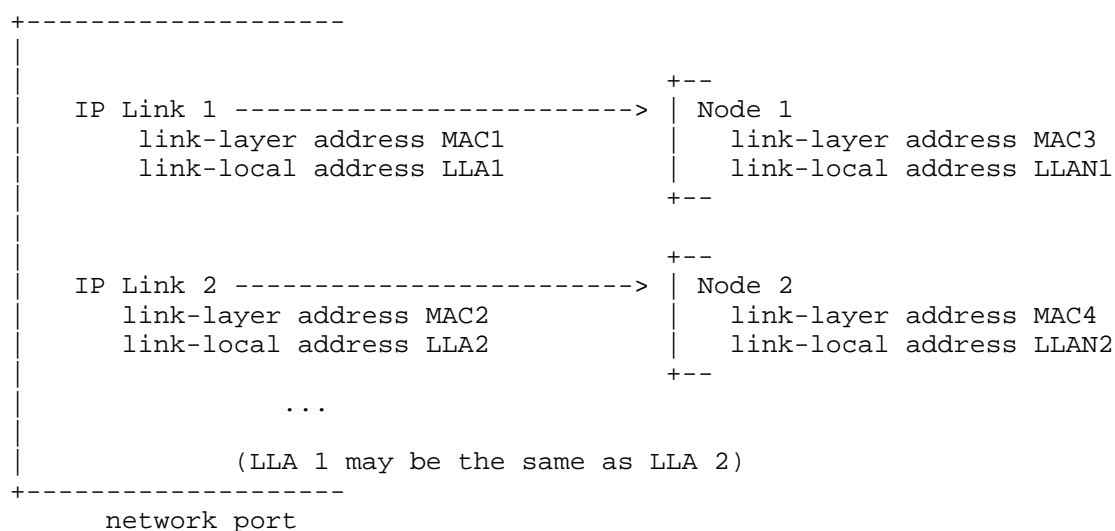 +--------------------
|
|                                         +--
|   IP Link 1 -------------------------> | Node 1
|       link-layer address MAC1          |   link-layer address MAC3
|       link-local address LLA1          |   link-local address LLAN1
|                                         +--
|
|                                         +--
|   IP Link 2 -------------------------> | Node 2
|      link-layer address MAC2           |   link-layer address MAC4
|      link-local address LLA2           |   link-local address LLAN2
|                                         +--
|                ...
|
|             (LLA 1 may be the same as LLA 2)
+--------------------
      network port